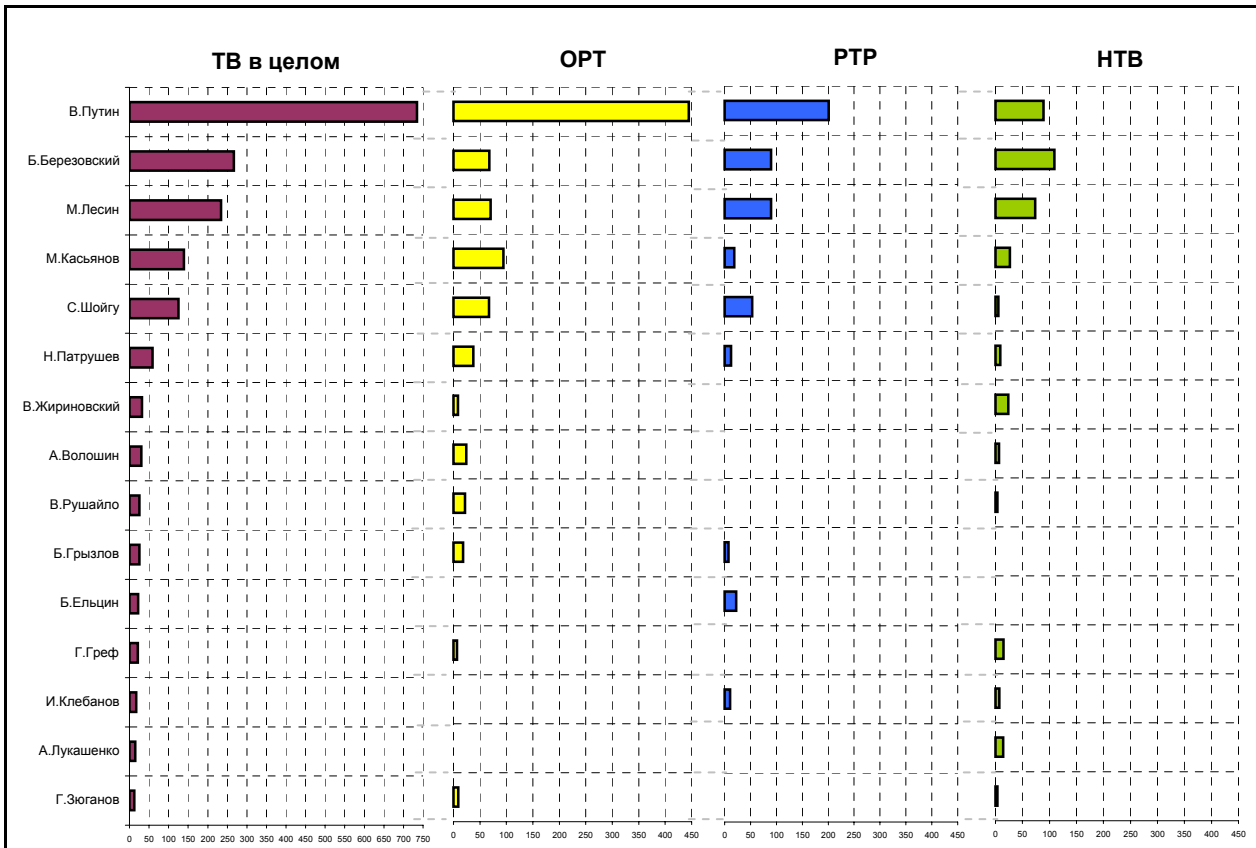 ТВ в целом ОРТ РТР НТВ
В.Путин
Б.Березовский
М.Лесин
М.Касьянов
С.Шойгу
Н.Патрушев
В.Жириновский
А.Волошин
В.Рушайло
Б.Грызлов
Б.Ельцин
Г.Греф
И.Клебанов
А.Лукашенко
Г.Зюганов
0 50 100 150 200 250 300 350 400 450 500 550 600 650 700 750 0 50 100 150 200 250 300 350 400 450 0 50 100 150 200 250 300 350 400 450 0 50 100 150 200 250 300 350 400 450